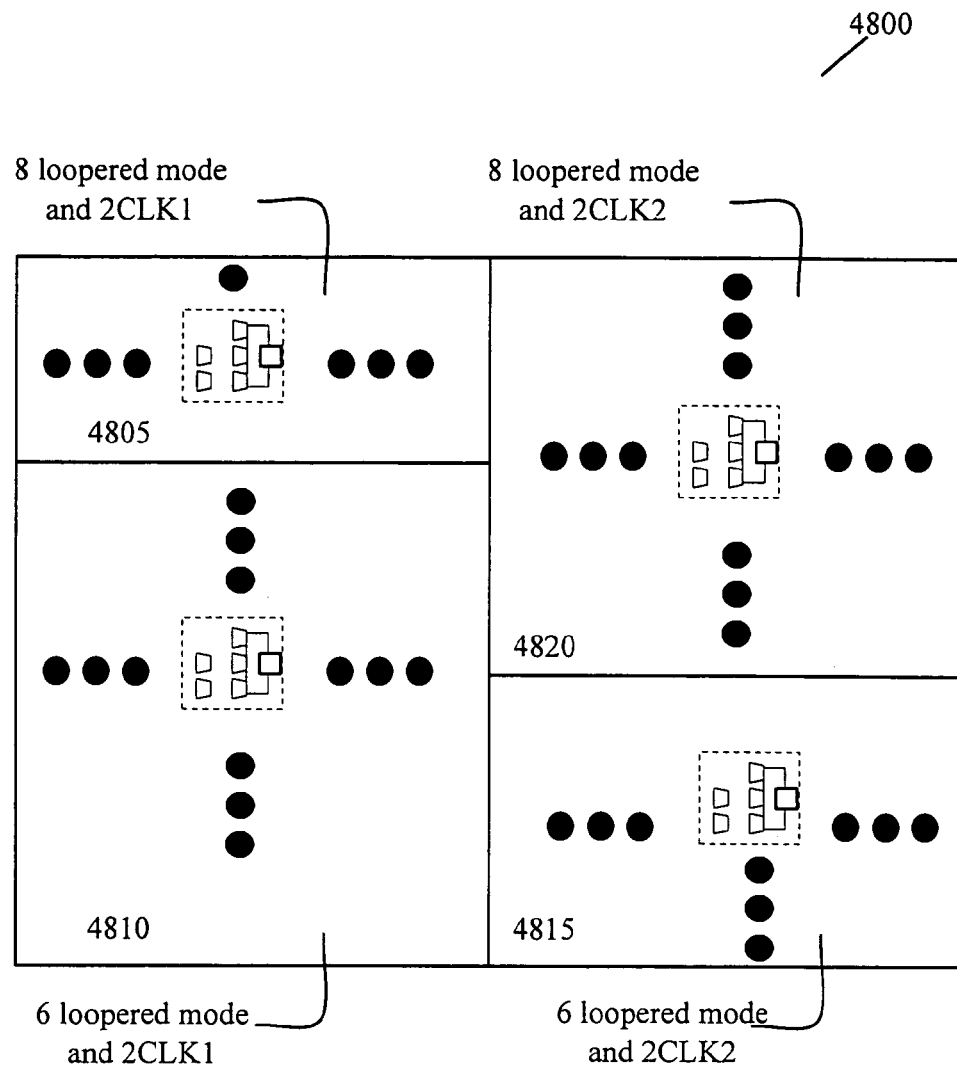 4800
8 loopered mode
and 2CLK1
8 loopered mode
and 2CLK2
4805
4820
4810
4815
6 loopered mode
and 2CLK1
6 loopered mode
and 2CLK2